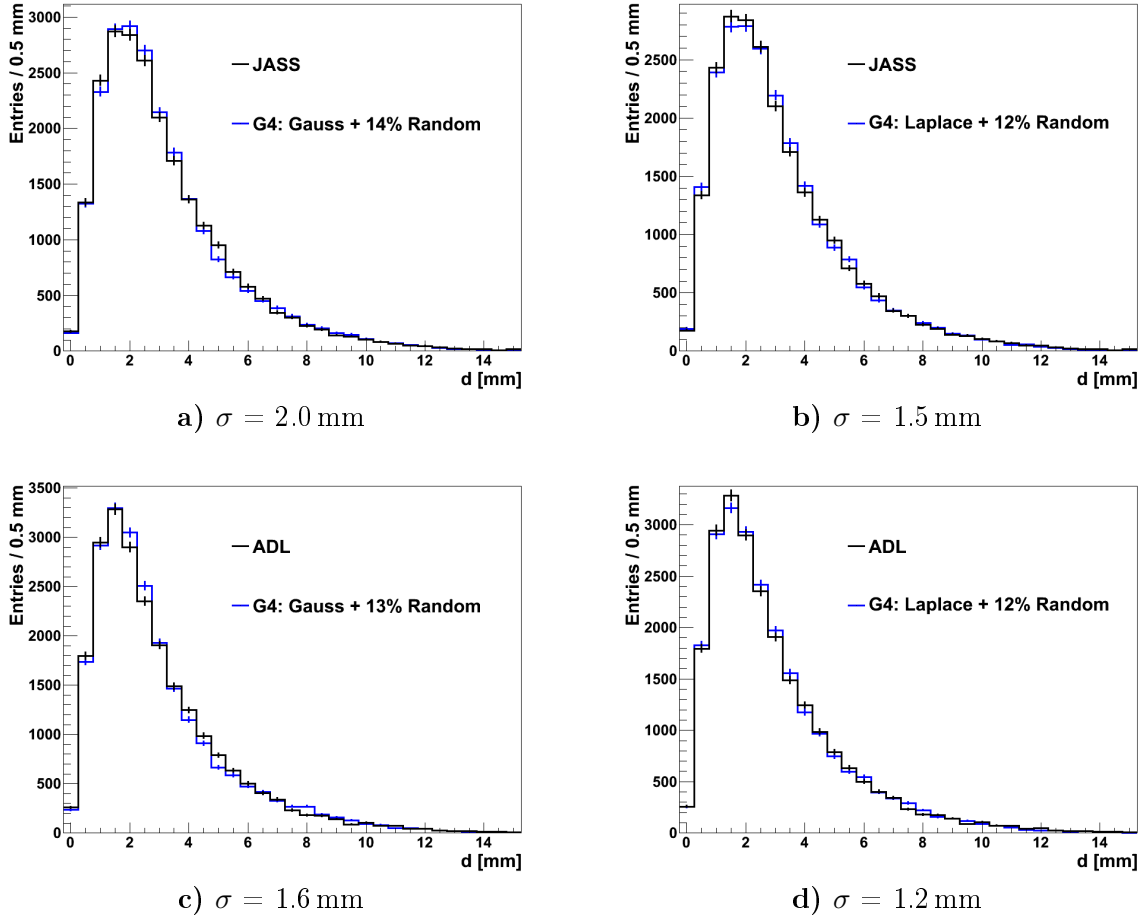 Entries / 0.5 mm
3000
2500
2000
1500
1000
500
0
JASS
G4: Gauss + 14% Random
0 2 4 6 8 10 12 14
d [mm]
a) σ = 2.0 mm
Entries / 0.5 mm
2500
2000
1500
1000
500
0
JASS
G4: Laplace + 12% Random
0 2 4 6 8 10 12 14
d [mm]
b) σ = 1.5 mm
Entries / 0.5 mm
3500
3000
2500
2000
1500
1000
500
0
ADL
G4: Gauss + 13% Random
0 2 4 6 8 10 12 14
d [mm]
c) σ = 1.6 mm
Entries / 0.5 mm
3000
2500
2000
1500
1000
500
0
ADL
G4: Laplace + 12% Random
0 2 4 6 8 10 12 14
d [mm]
d) σ = 1.2 mm